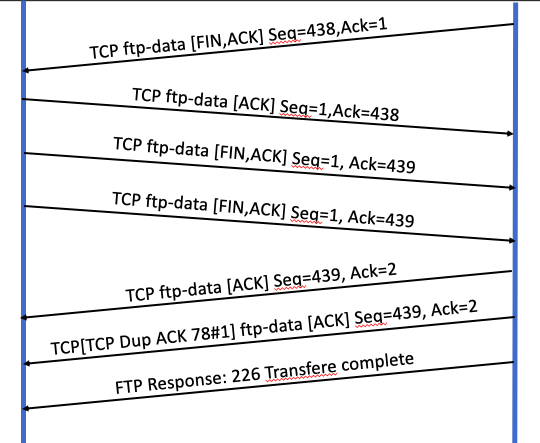 TCP ftp-data [FIN,ACK] Seq=438,Ack=1
TCP ftp-data [ACK] Seq=1,Ack=438
TCP ftp-data [FIN,ACK] Seq=1, Ack=439
TCP ftp-data [FIN,ACK] Seq=1, Ack=439
TCP ftp-data [ACK] Seq=439, Ack=2
TCP[TCP Dup ACK 78#1] ftp-data [ACK] Seq=439, Ack=2
FTP Response: 226 Transfere complete